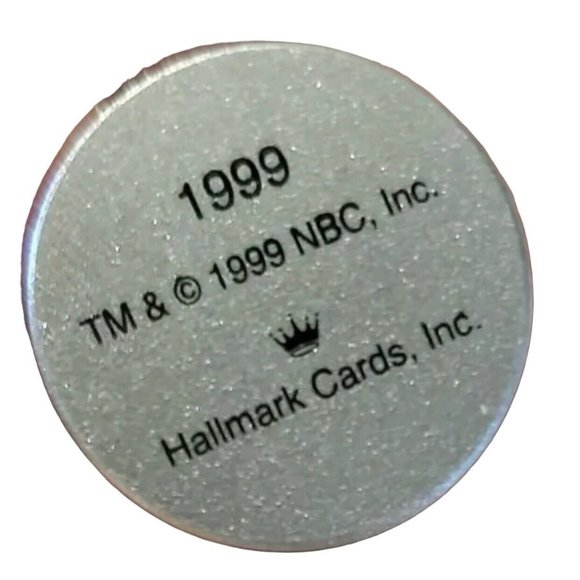 1999
TM & © 1999 NBC, Inc.
Hallmark Cards, Inc.